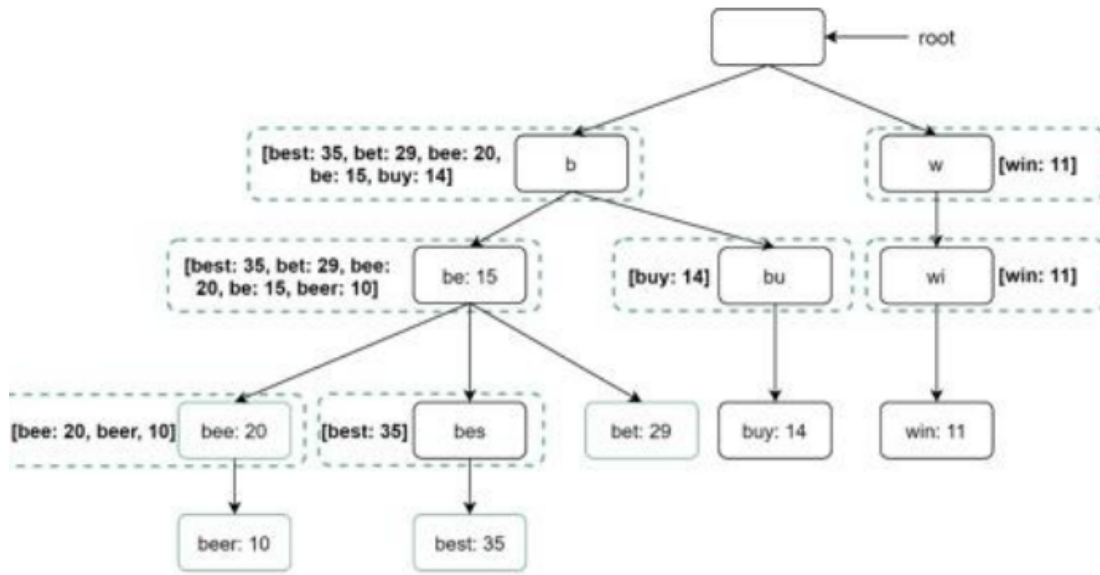 root
[best: 35, bet: 29, bee: 20,
be: 15, buy: 14]
b
w
[win: 11]
[best: 35, bet: 29, bee:
20, be: 15, beer: 10]
be: 15
[buy: 14]
bu
wi
[win: 11]
[bee: 20, beer, 10]
bee: 20
[best: 35]
bes
bet: 29
buy: 14
win: 11
beer: 10
best: 35